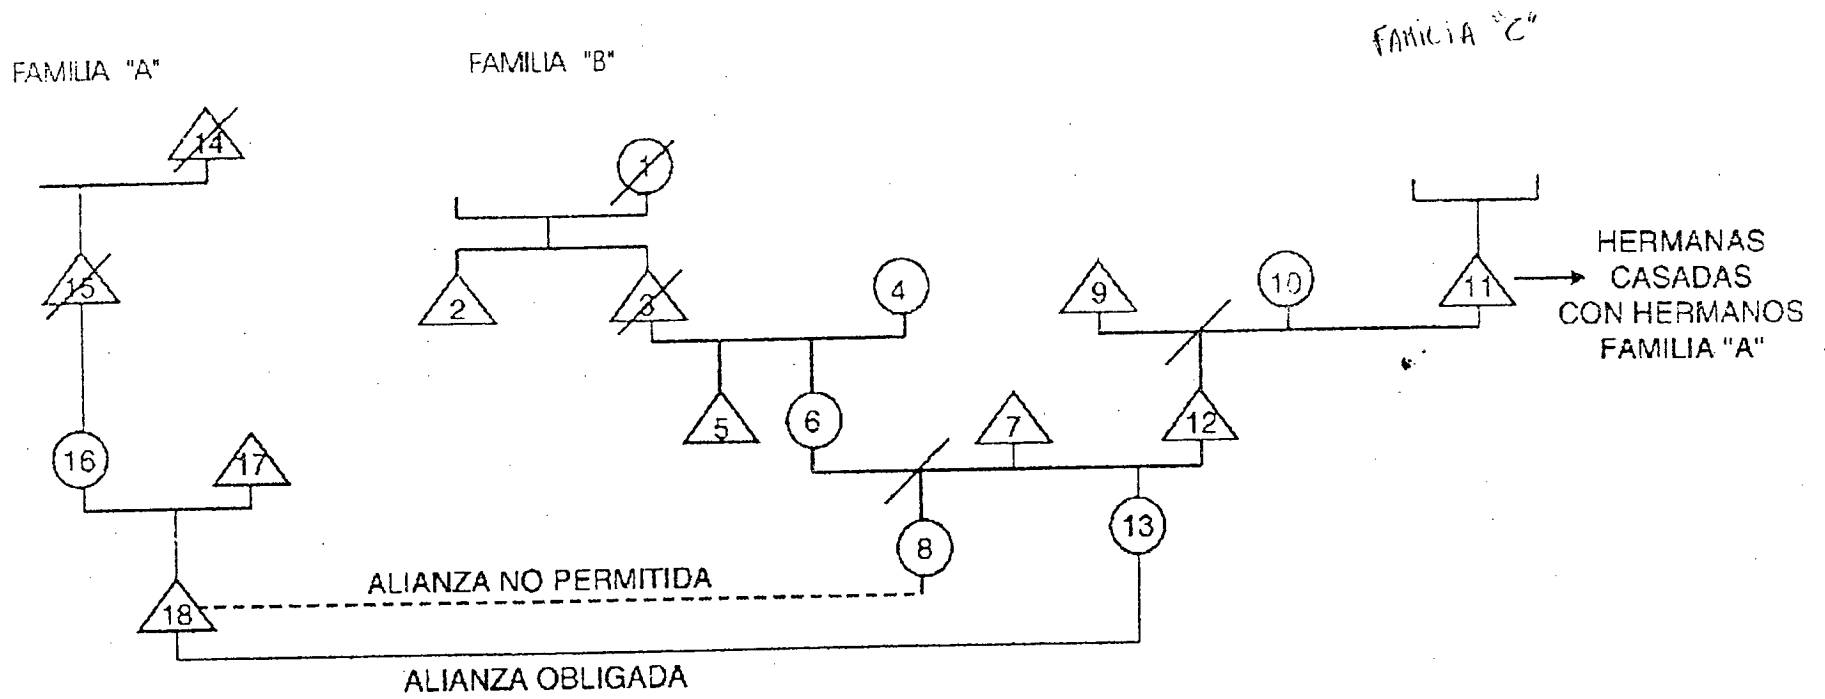 FAMILIA "C"
FAMILIA "A"
FAMILIA "B"
14
1
15
2
3
4
9
10
11
HERMANAS
CASADAS
CON HERMANOS
FAMILIA "A"
5
6
7
12
16
17
8
13
ALIANZA NO PERMITIDA
18
ALIANZA OBLIGADA